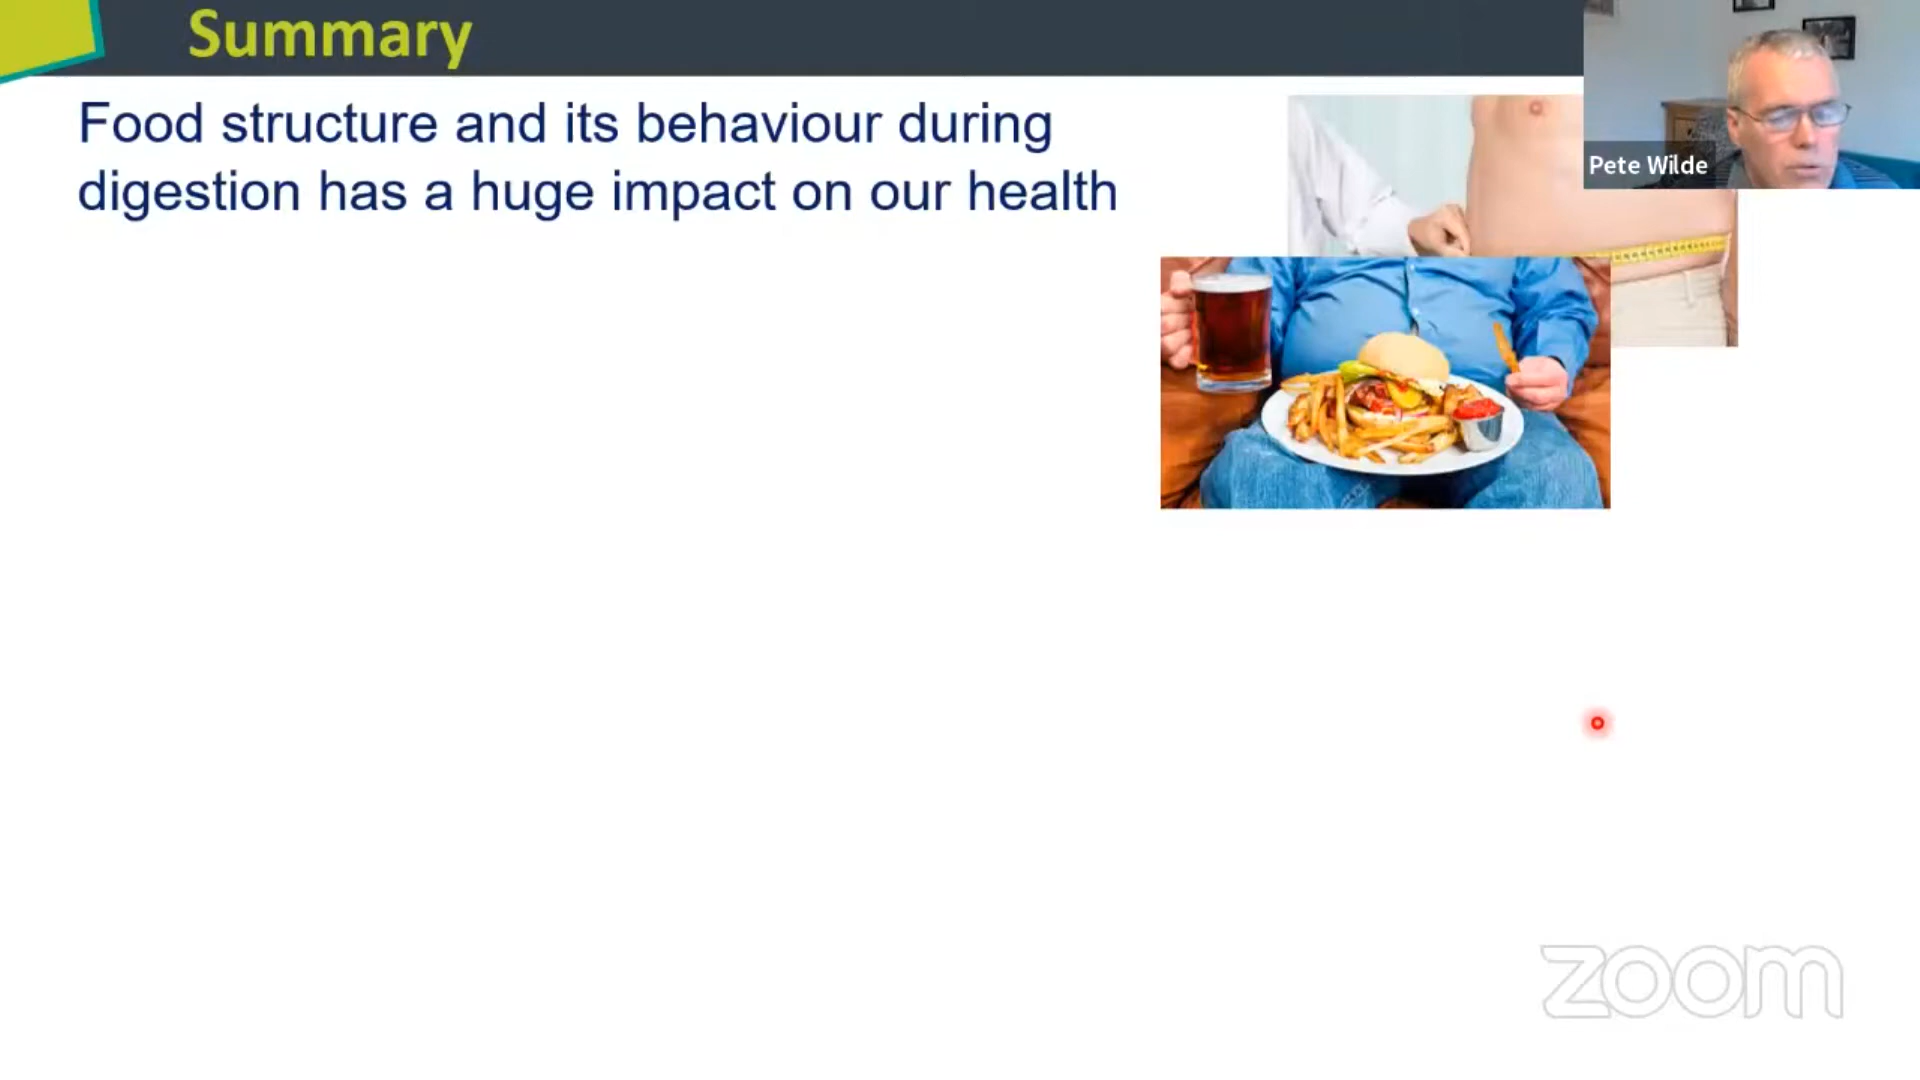 Summary
Food structure and its behaviour during
digestion has a huge impact on our health
Pete Wilde
zoom